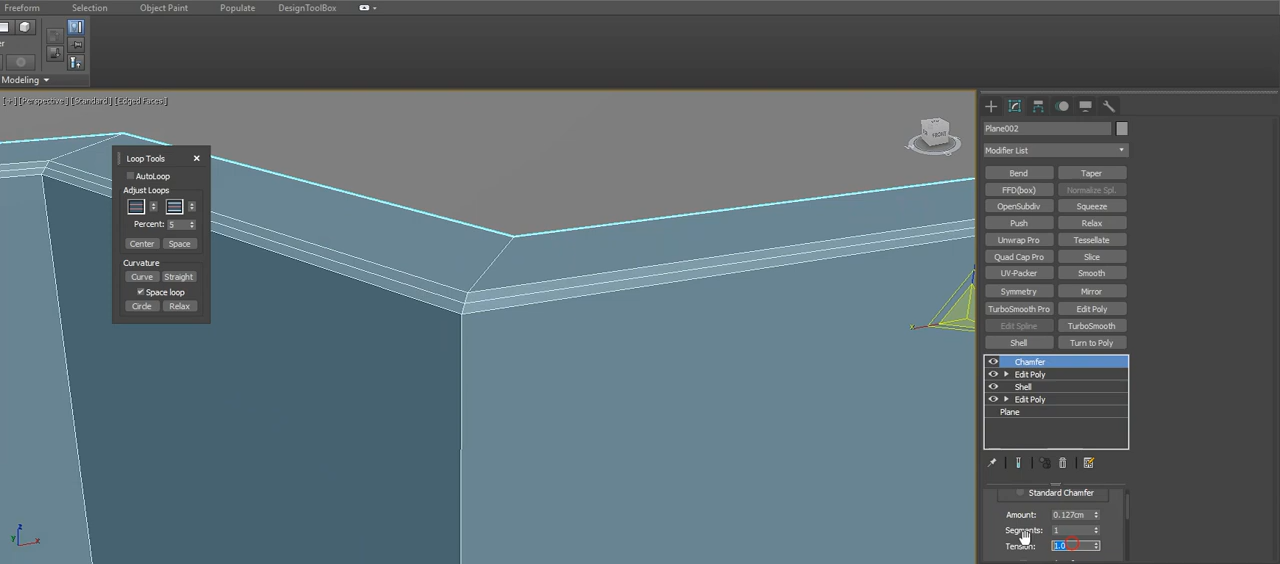 Freeform Selection Object Paint Populate DesignToolBox
Modeling
[+][Perspective][Standard][Edged Faces]
Loop Tools
AutoLoop
Adjust Loops
Percent: 5
Center Space
Curvature:
Curve Straight
Space loop
Circle Relax
FRONT
x
z
y x
Plane002
Modifier List
Bend Taper
FFD(box) Normalize Spl.
OpenSubdiv Squeeze
Push Relax
Unwrap Pro Tessellate
Quad Cap Pro Slice
UV-Packer Smooth
Symmetry Mirror
TurboSmooth Pro Edit Poly
Edit Spline TurboSmooth
Shell Turn to Poly
Chamfer
Edit Poly
Shell
Edit Poly
Plane
Standard Chamfer
Amount: 0.127cm
Segments: 1
Tension: 1.0